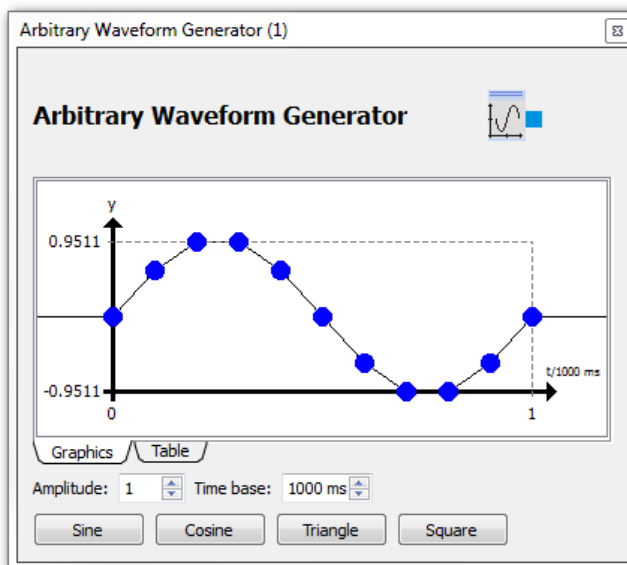 Arbitrary Waveform Generator (1)
Arbitrary Waveform Generator
y
0.9511
-0.9511
t/1000 ms
0 1
Graphics Table
Amplitude: 1 Time base: 1000 ms
Sine Cosine Triangle Square